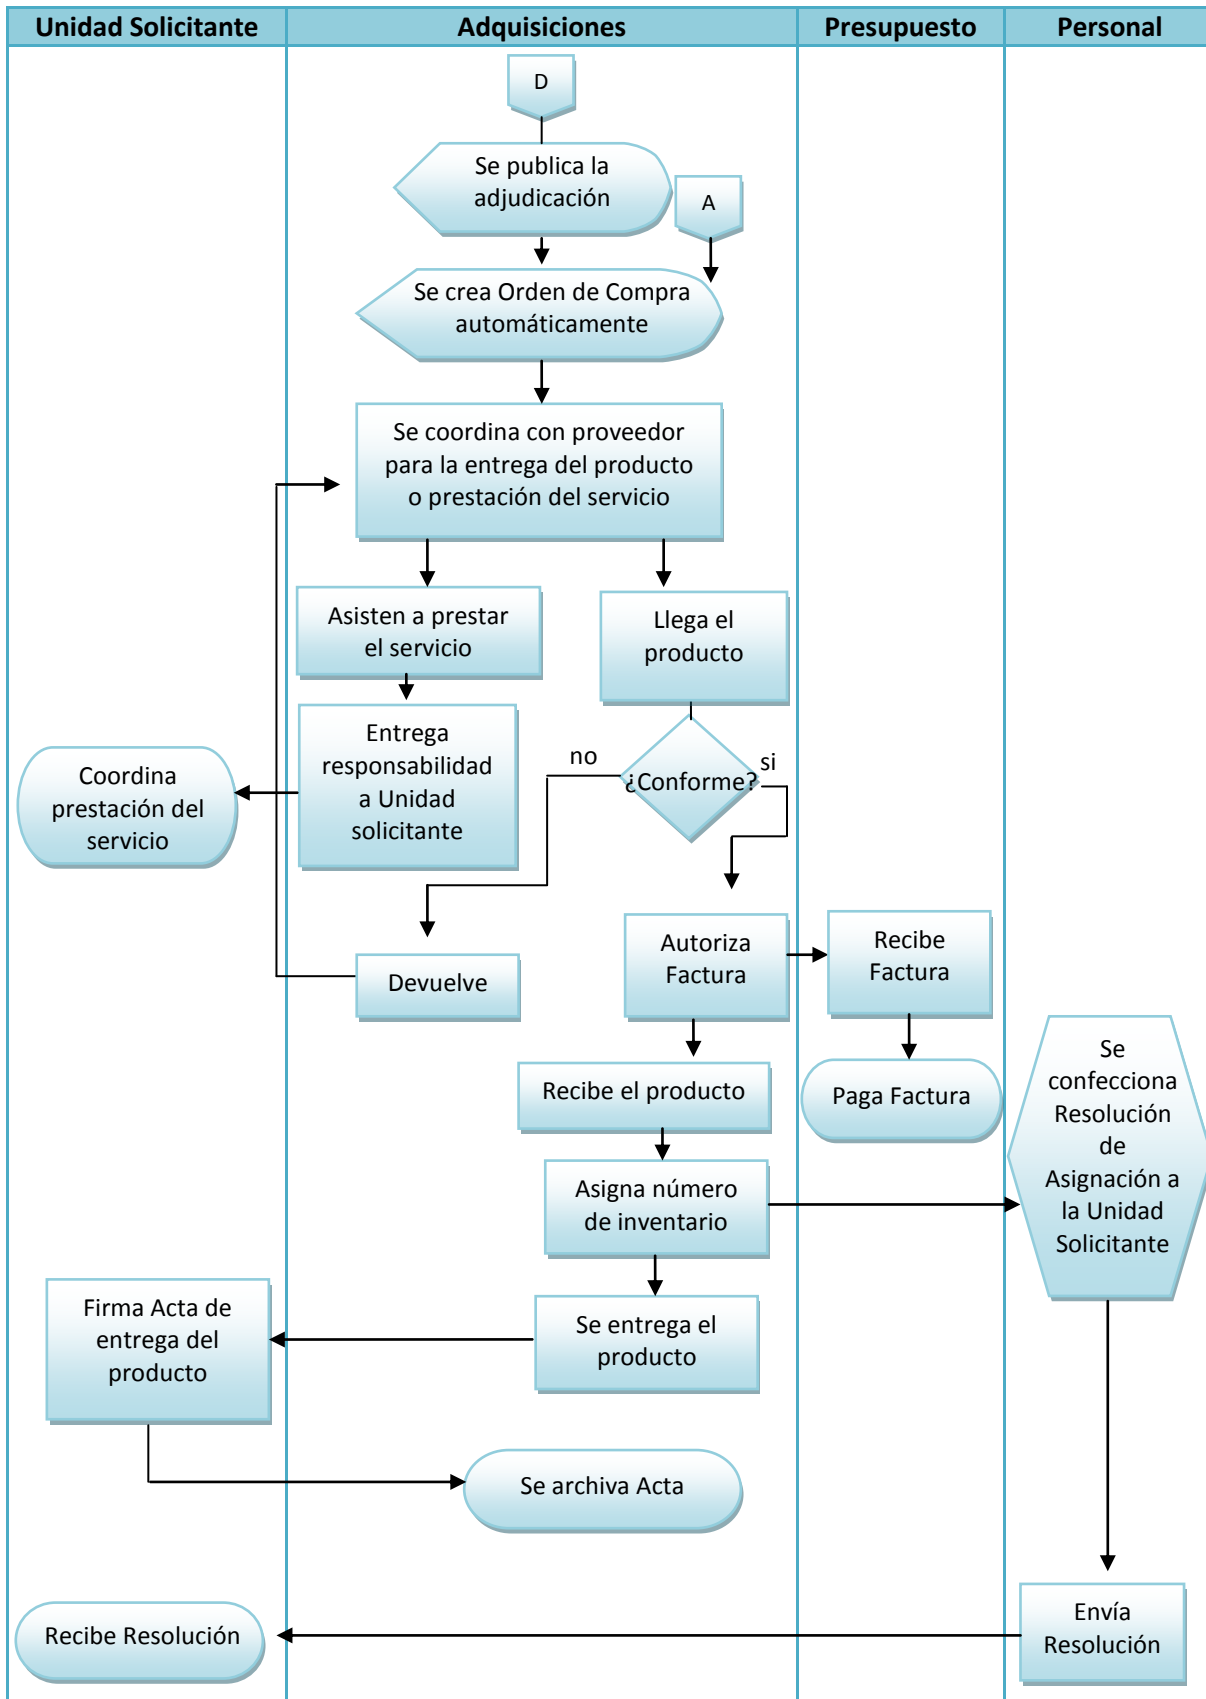 Unidad Solicitante
Adquisiciones
Presupuesto
Personal
D
Se publica la
adjudicación
A
Se crea Orden de Compra
automáticamente
Se coordina con proveedor
para la entrega del producto
o prestación del servicio
Asisten a prestar
el servicio
Llega el
producto
Entrega
responsabilidad
a Unidad
solicitante
no
si
¿Conforme?
Coordina
prestación del
servicio
Autoriza
Factura
Recibe
Factura
Devuelve
Recibe el producto
Paga Factura
Se
confecciona
Resolución
de
Asignación a
la Unidad
Solicitante
Asigna número
de inventario
Firma Acta de
entrega del
producto
Se entrega el
producto
Se archiva Acta
Envía
Resolución
Recibe Resolución